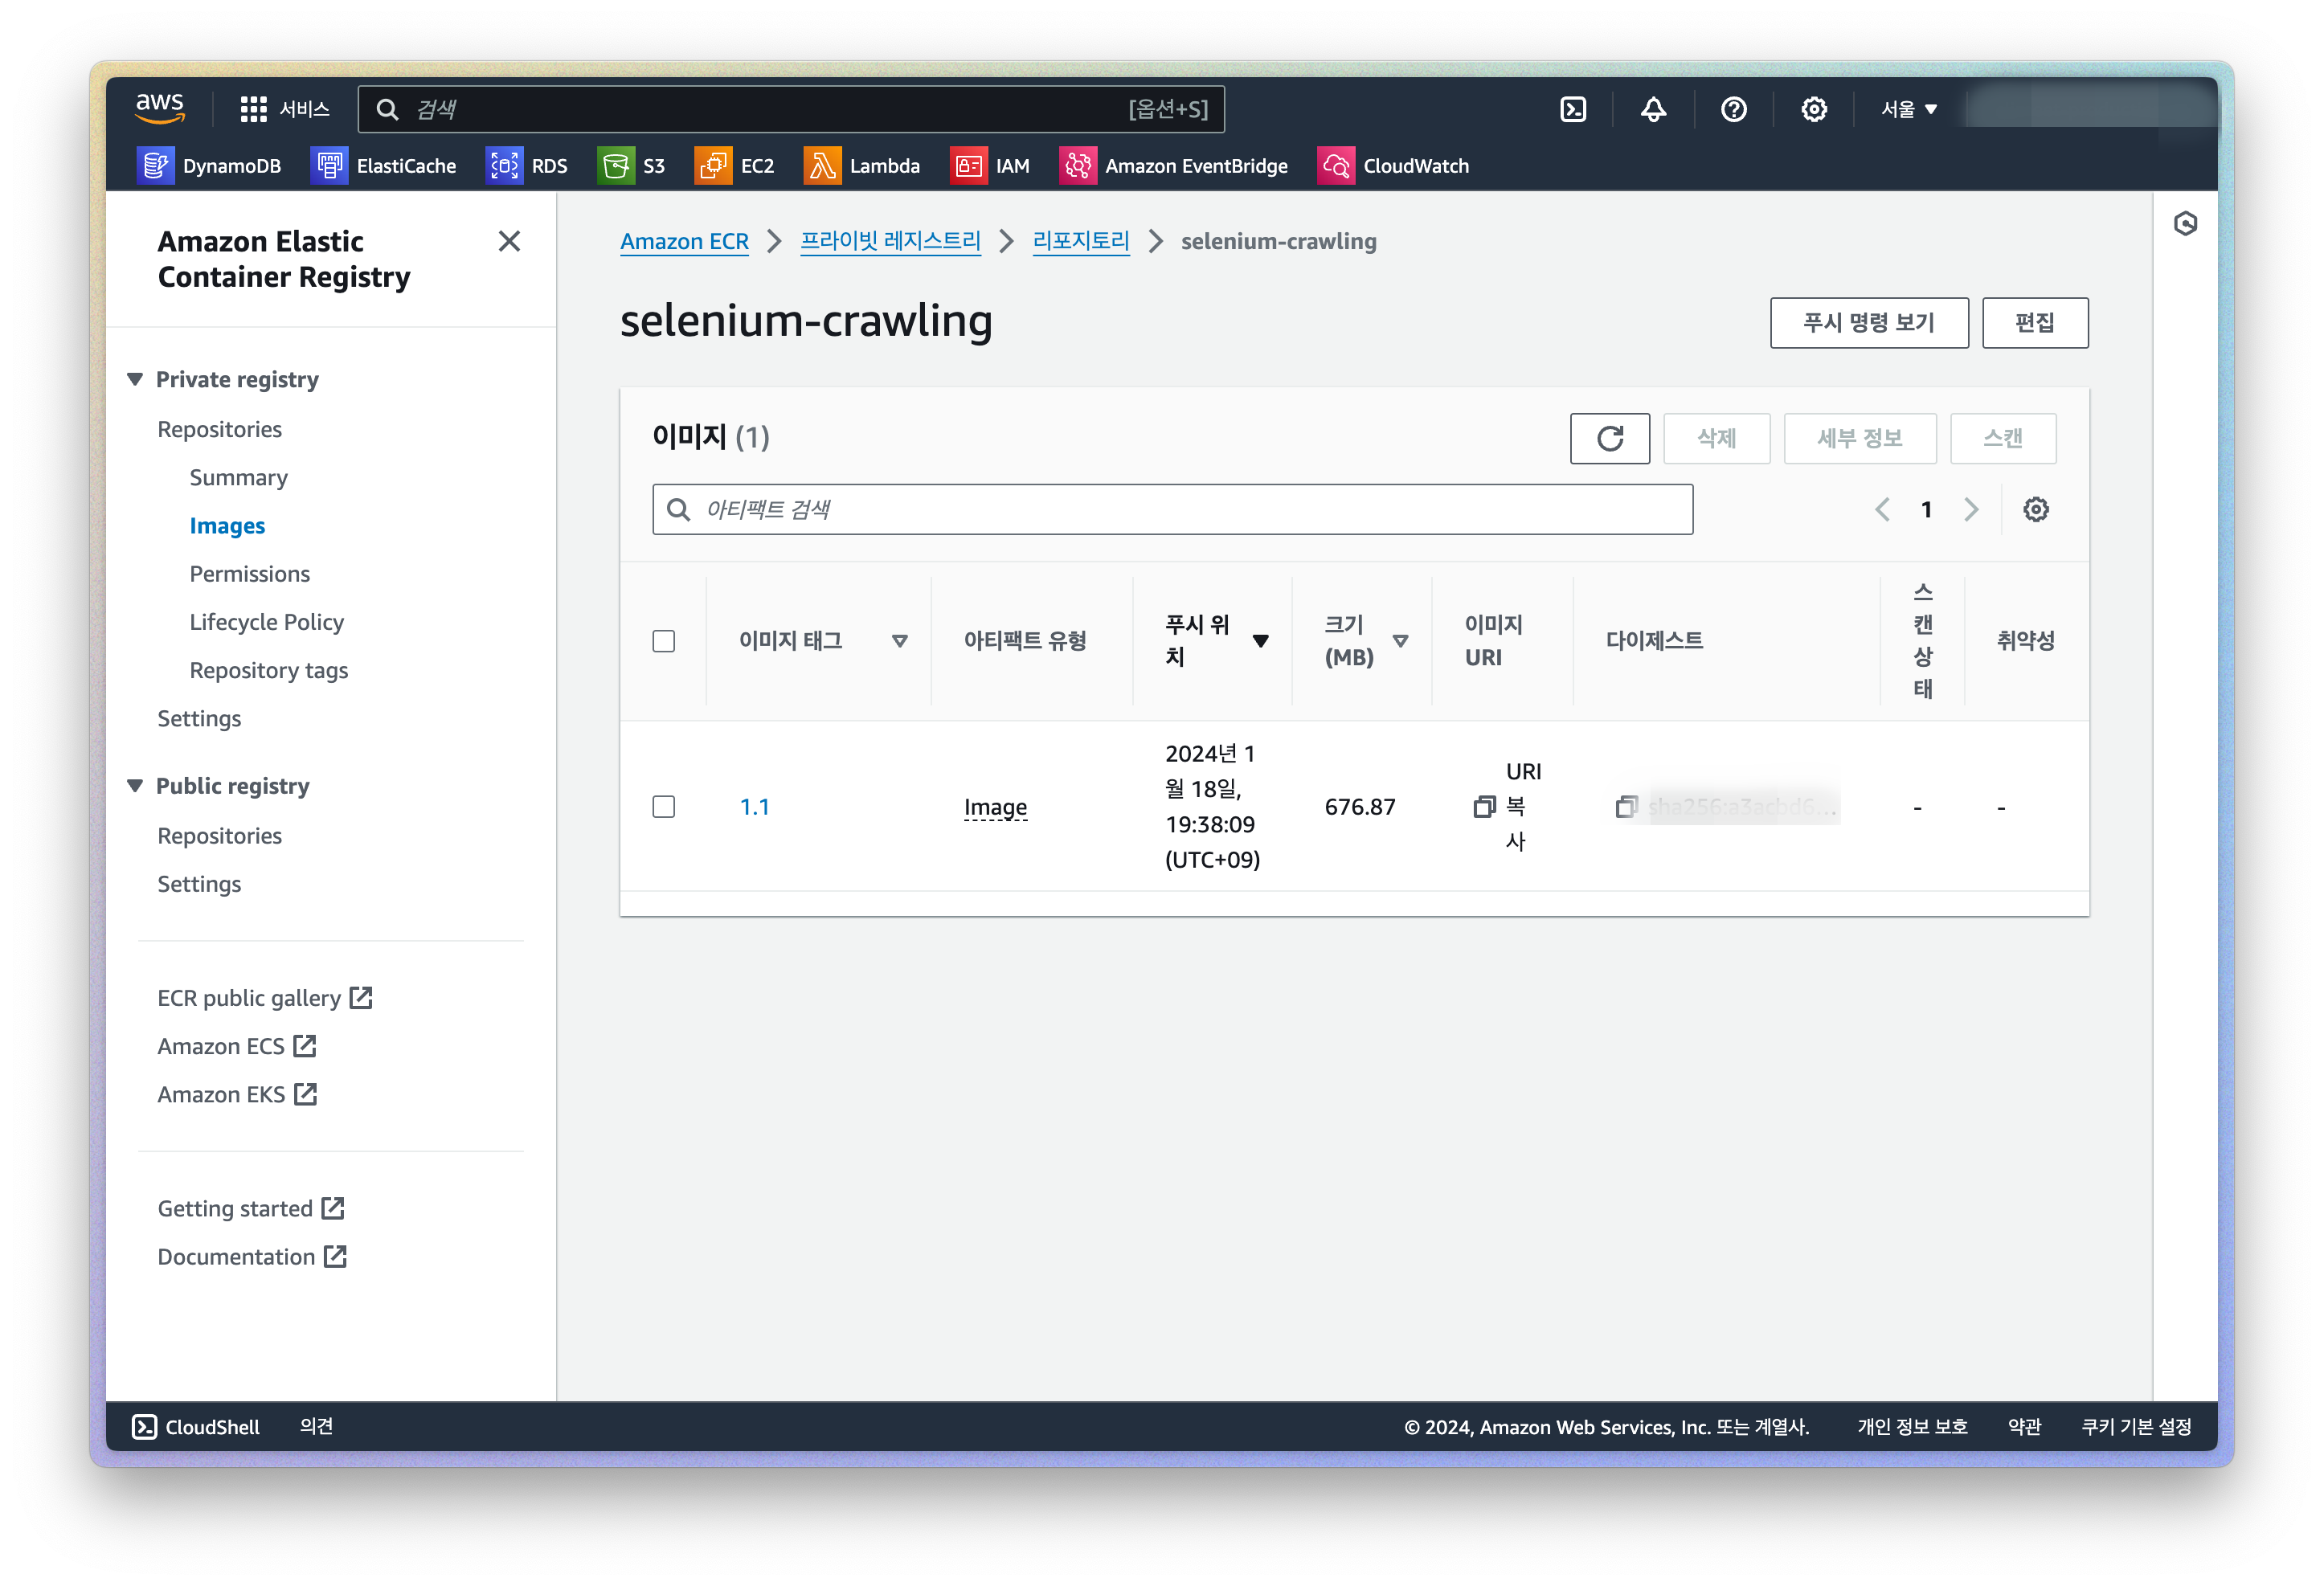 aws
서비스
검색
[옵션+S]
서울
DynamoDB
ElastiCache
RDS
S3
EC2
Lambda
IAM
Amazon EventBridge
CloudWatch
Amazon Elastic
Container Registry
Private registry
Repositories
Summary
Images
Permissions
Lifecycle Policy
Repository tags
Settings
Public registry
Repositories
Settings
ECR public gallery
Amazon ECS
Amazon EKS
Getting started
Documentation
Amazon ECR
프라이빗 레지스트리
리포지토리
selenium-crawling
selenium-crawling
푸시 명령 보기
편집
이미지 (1)
삭제
세부 정보
스캔
아티팩트 검색
1
이미지 태그
아티팩트 유형
푸시 위
치
크기
(MB)
이미지
URI
다이제스트
스
캔
상
태
취약성
1.1
Image
2024년 1
월 18일,
19:38:09
(UTC+09)
676.87
URI
복
사
sha256:a3acbd6...
-
-
CloudShell
의견
© 2024, Amazon Web Services, Inc. 또는 계열사.
개인 정보 보호
약관
쿠키 기본 설정